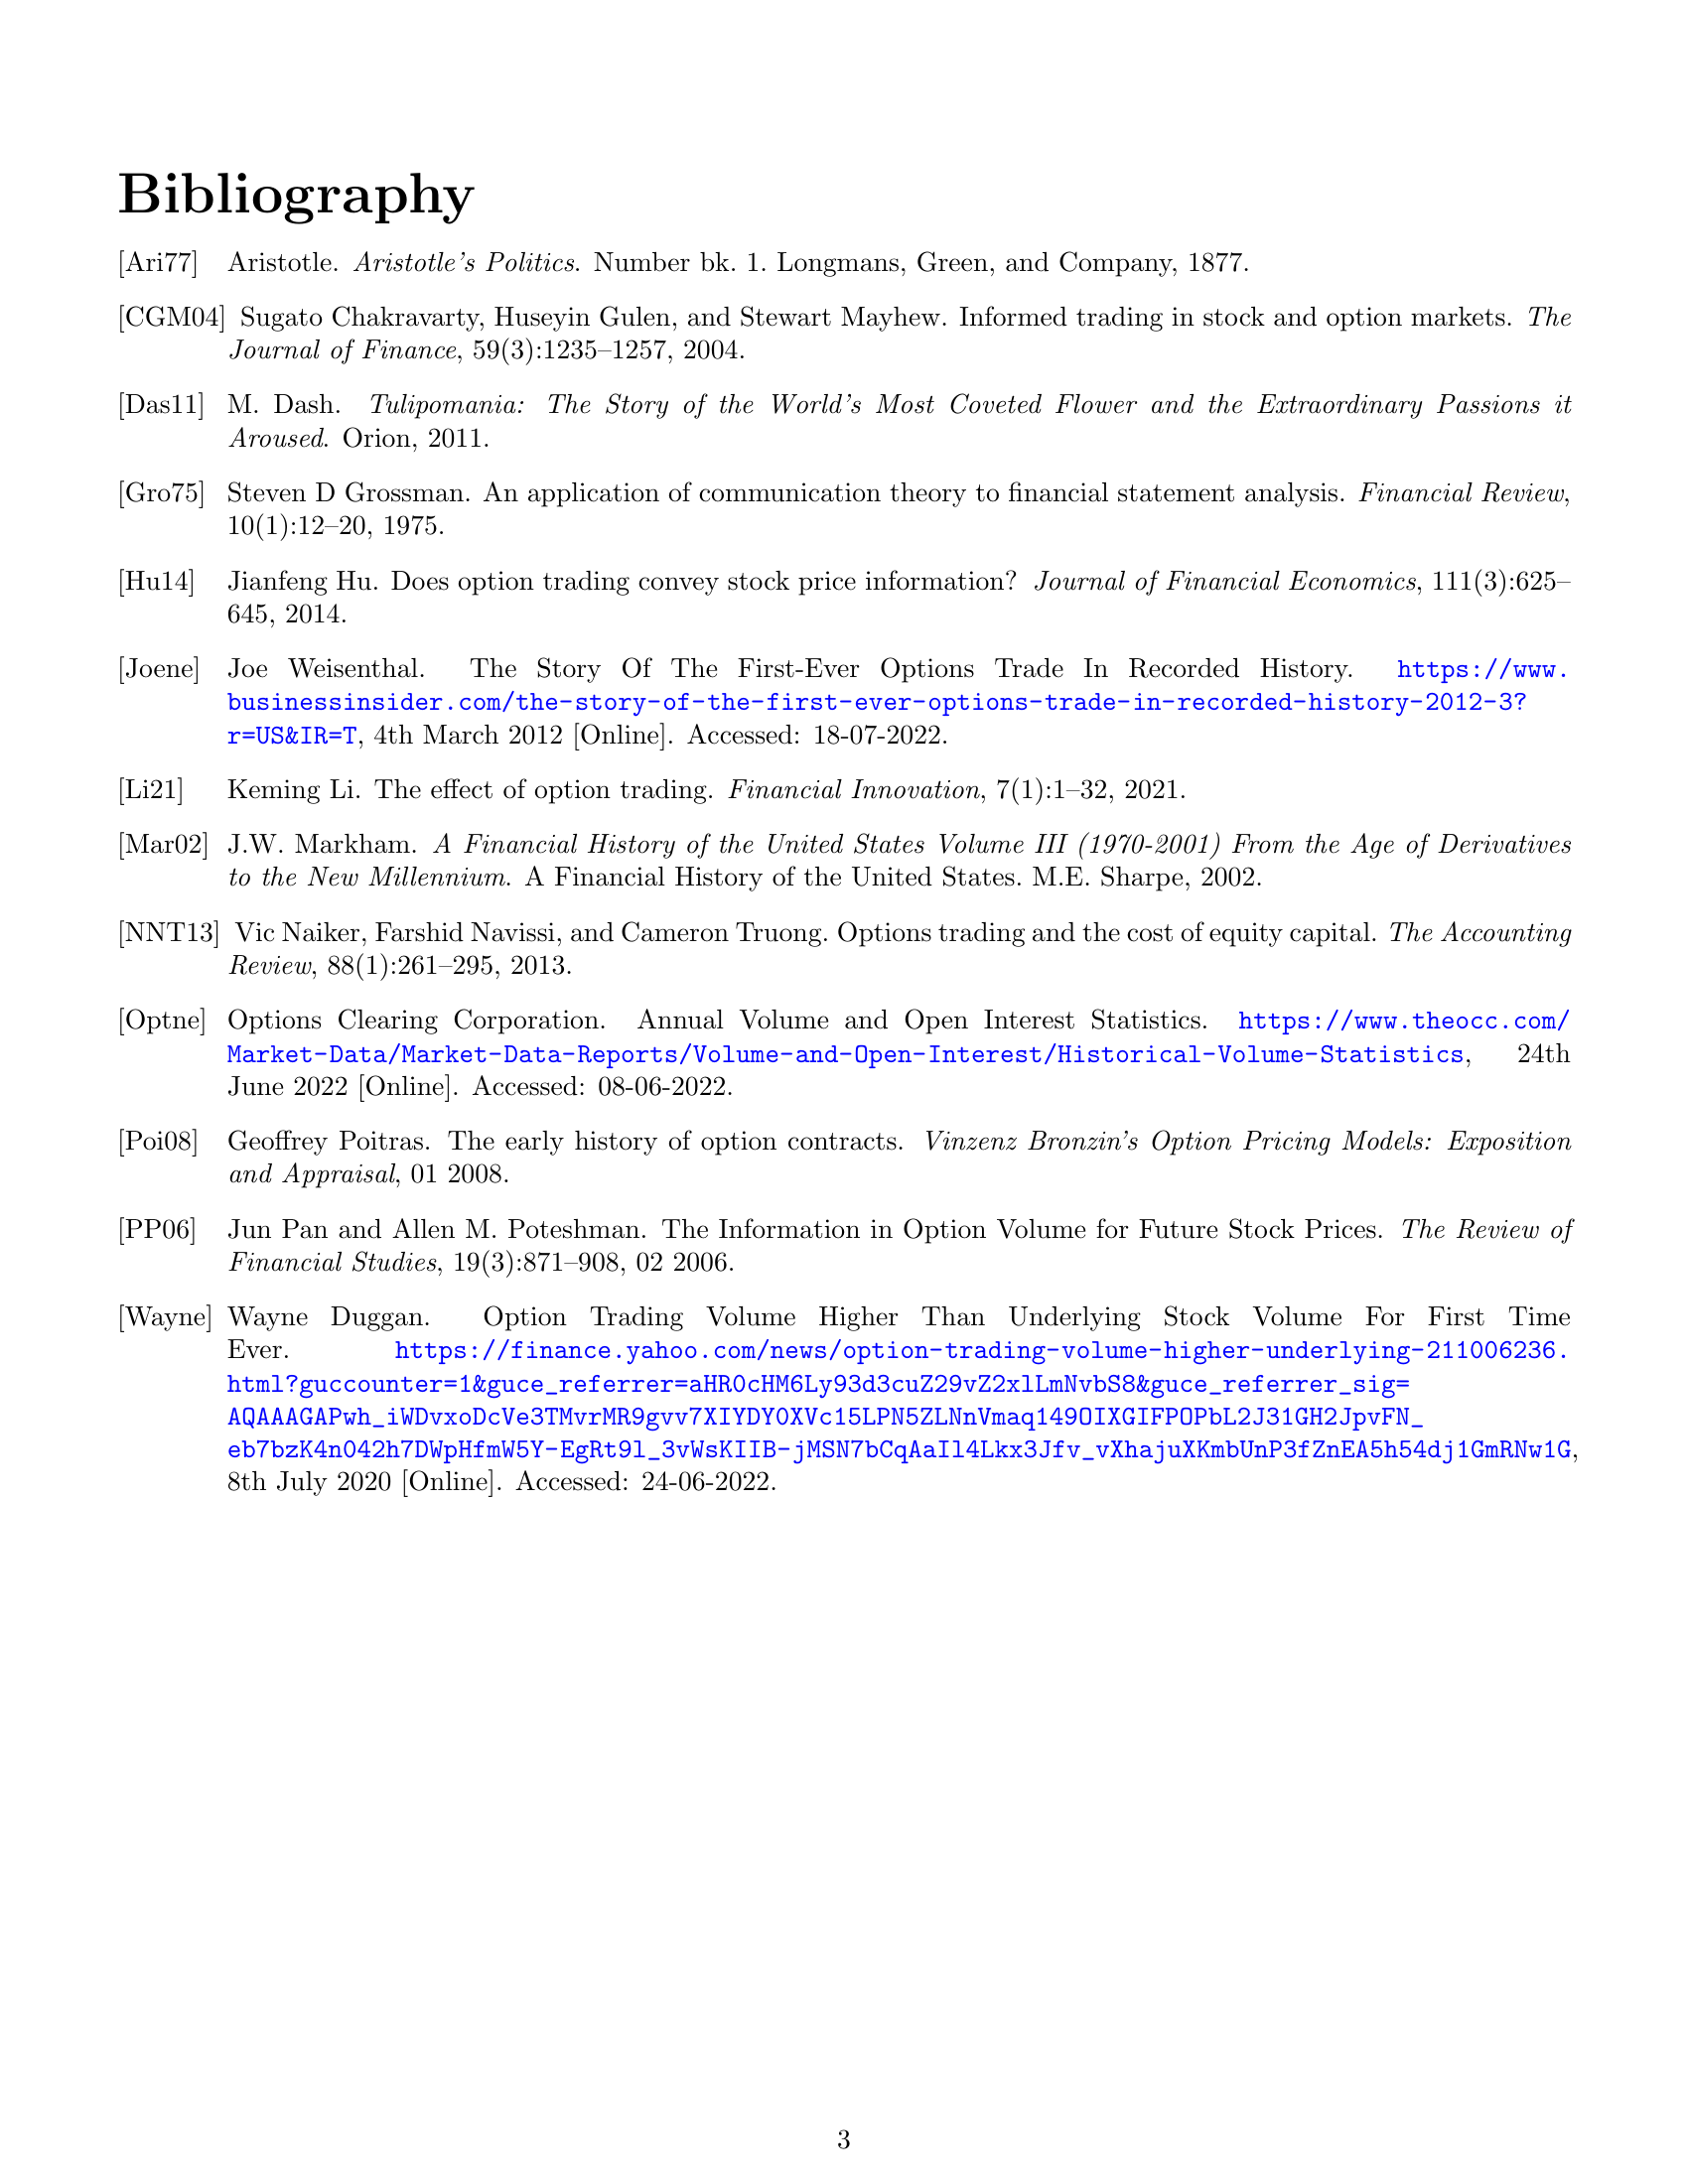 Bibliography
[Ari77] Aristotle. Aristotle's Politics. Number bk. 1. Longmans, Green, and Company, 1877.
[CGM04] Sugato Chakravarty, Huseyin Gulen, and Stewart Mayhew. Informed trading in stock and option markets. The
Journal of Finance, 59(3):1235–1257, 2004.
[Das11] M. Dash. Tulipomania: The Story of the World's Most Coveted Flower and the Extraordinary Passions it
Aroused. Orion, 2011.
[Gro75] Steven D Grossman. An application of communication theory to financial statement analysis. Financial Review,
10(1):12–20, 1975.
[Hu14] Jianfeng Hu. Does option trading convey stock price information? Journal of Financial Economics, 111(3):625–
645, 2014.
[Joene] Joe Weisenthal. The Story Of The First-Ever Options Trade In Recorded History. https://www.
businessinsider.com/the-story-of-the-first-ever-options-trade-in-recorded-history-2012-3?
r=US&IR=T, 4th March 2012 [Online]. Accessed: 18-07-2022.
[Li21] Keming Li. The effect of option trading. Financial Innovation, 7(1):1–32, 2021.
[Mar02] J.W. Markham. A Financial History of the United States Volume III (1970-2001) From the Age of Derivatives
to the New Millennium. A Financial History of the United States. M.E. Sharpe, 2002.
[NNT13] Vic Naiker, Farshid Navissi, and Cameron Truong. Options trading and the cost of equity capital. The Accounting
Review, 88(1):261–295, 2013.
[Optne] Options Clearing Corporation. Annual Volume and Open Interest Statistics. https://www.theocc.com/
Market-Data/Market-Data-Reports/Volume-and-Open-Interest/Historical-Volume-Statistics, 24th
June 2022 [Online]. Accessed: 08-06-2022.
[Poi08] Geoffrey Poitras. The early history of option contracts. Vinzenz Bronzin's Option Pricing Models: Exposition
and Appraisal, 01 2008.
[PP06] Jun Pan and Allen M. Poteshman. The Information in Option Volume for Future Stock Prices. The Review of
Financial Studies, 19(3):871–908, 02 2006.
[Wayne] Wayne Duggan. Option Trading Volume Higher Than Underlying Stock Volume For First Time
Ever. https://finance.yahoo.com/news/option-trading-volume-higher-underlying-211006236.
html?guccounter=1&guce_referrer=aHR0cHM6Ly93d3cuZ29vZ2xlLmNvbS8&guce_referrer_sig=
AQAAAGAPwh_iWDvxoDcVe3TMvrMR9gvv7XIYDY0XVc15LPN5ZLNnVmaq149OIXGIFPOPbL2J31GH2JpvFN_
eb7bzK4n042h7DWpHfmW5Y-EgRt9l_3vWsKIIB-jMSN7bCqAaIl4Lkx3Jfv_vXhajuXKmbUnP3fZnEA5h54dj1GmRNw1G,
8th July 2020 [Online]. Accessed: 24-06-2022.
3